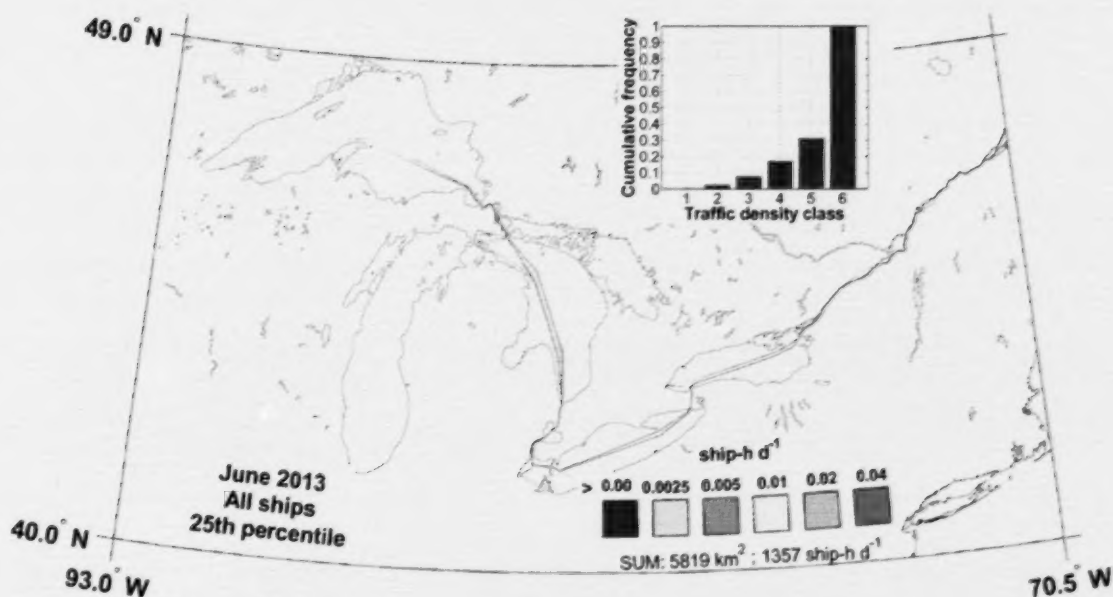 49.0° N
Cumulative frequency
1
0.9
0.8
0.7
0.6
0.5
0.4
0.3
0.2
0.1
0
1 2 3 4 5 6
Traffic density class
June 2013
All ships
25th percentile
ship-h d⁻¹
> 0.00 0.0025 0.005 0.01 0.02 0.04
SUM: 5819 km² ; 1357 ship-h d⁻¹
40.0° N
93.0° W
70.5° W